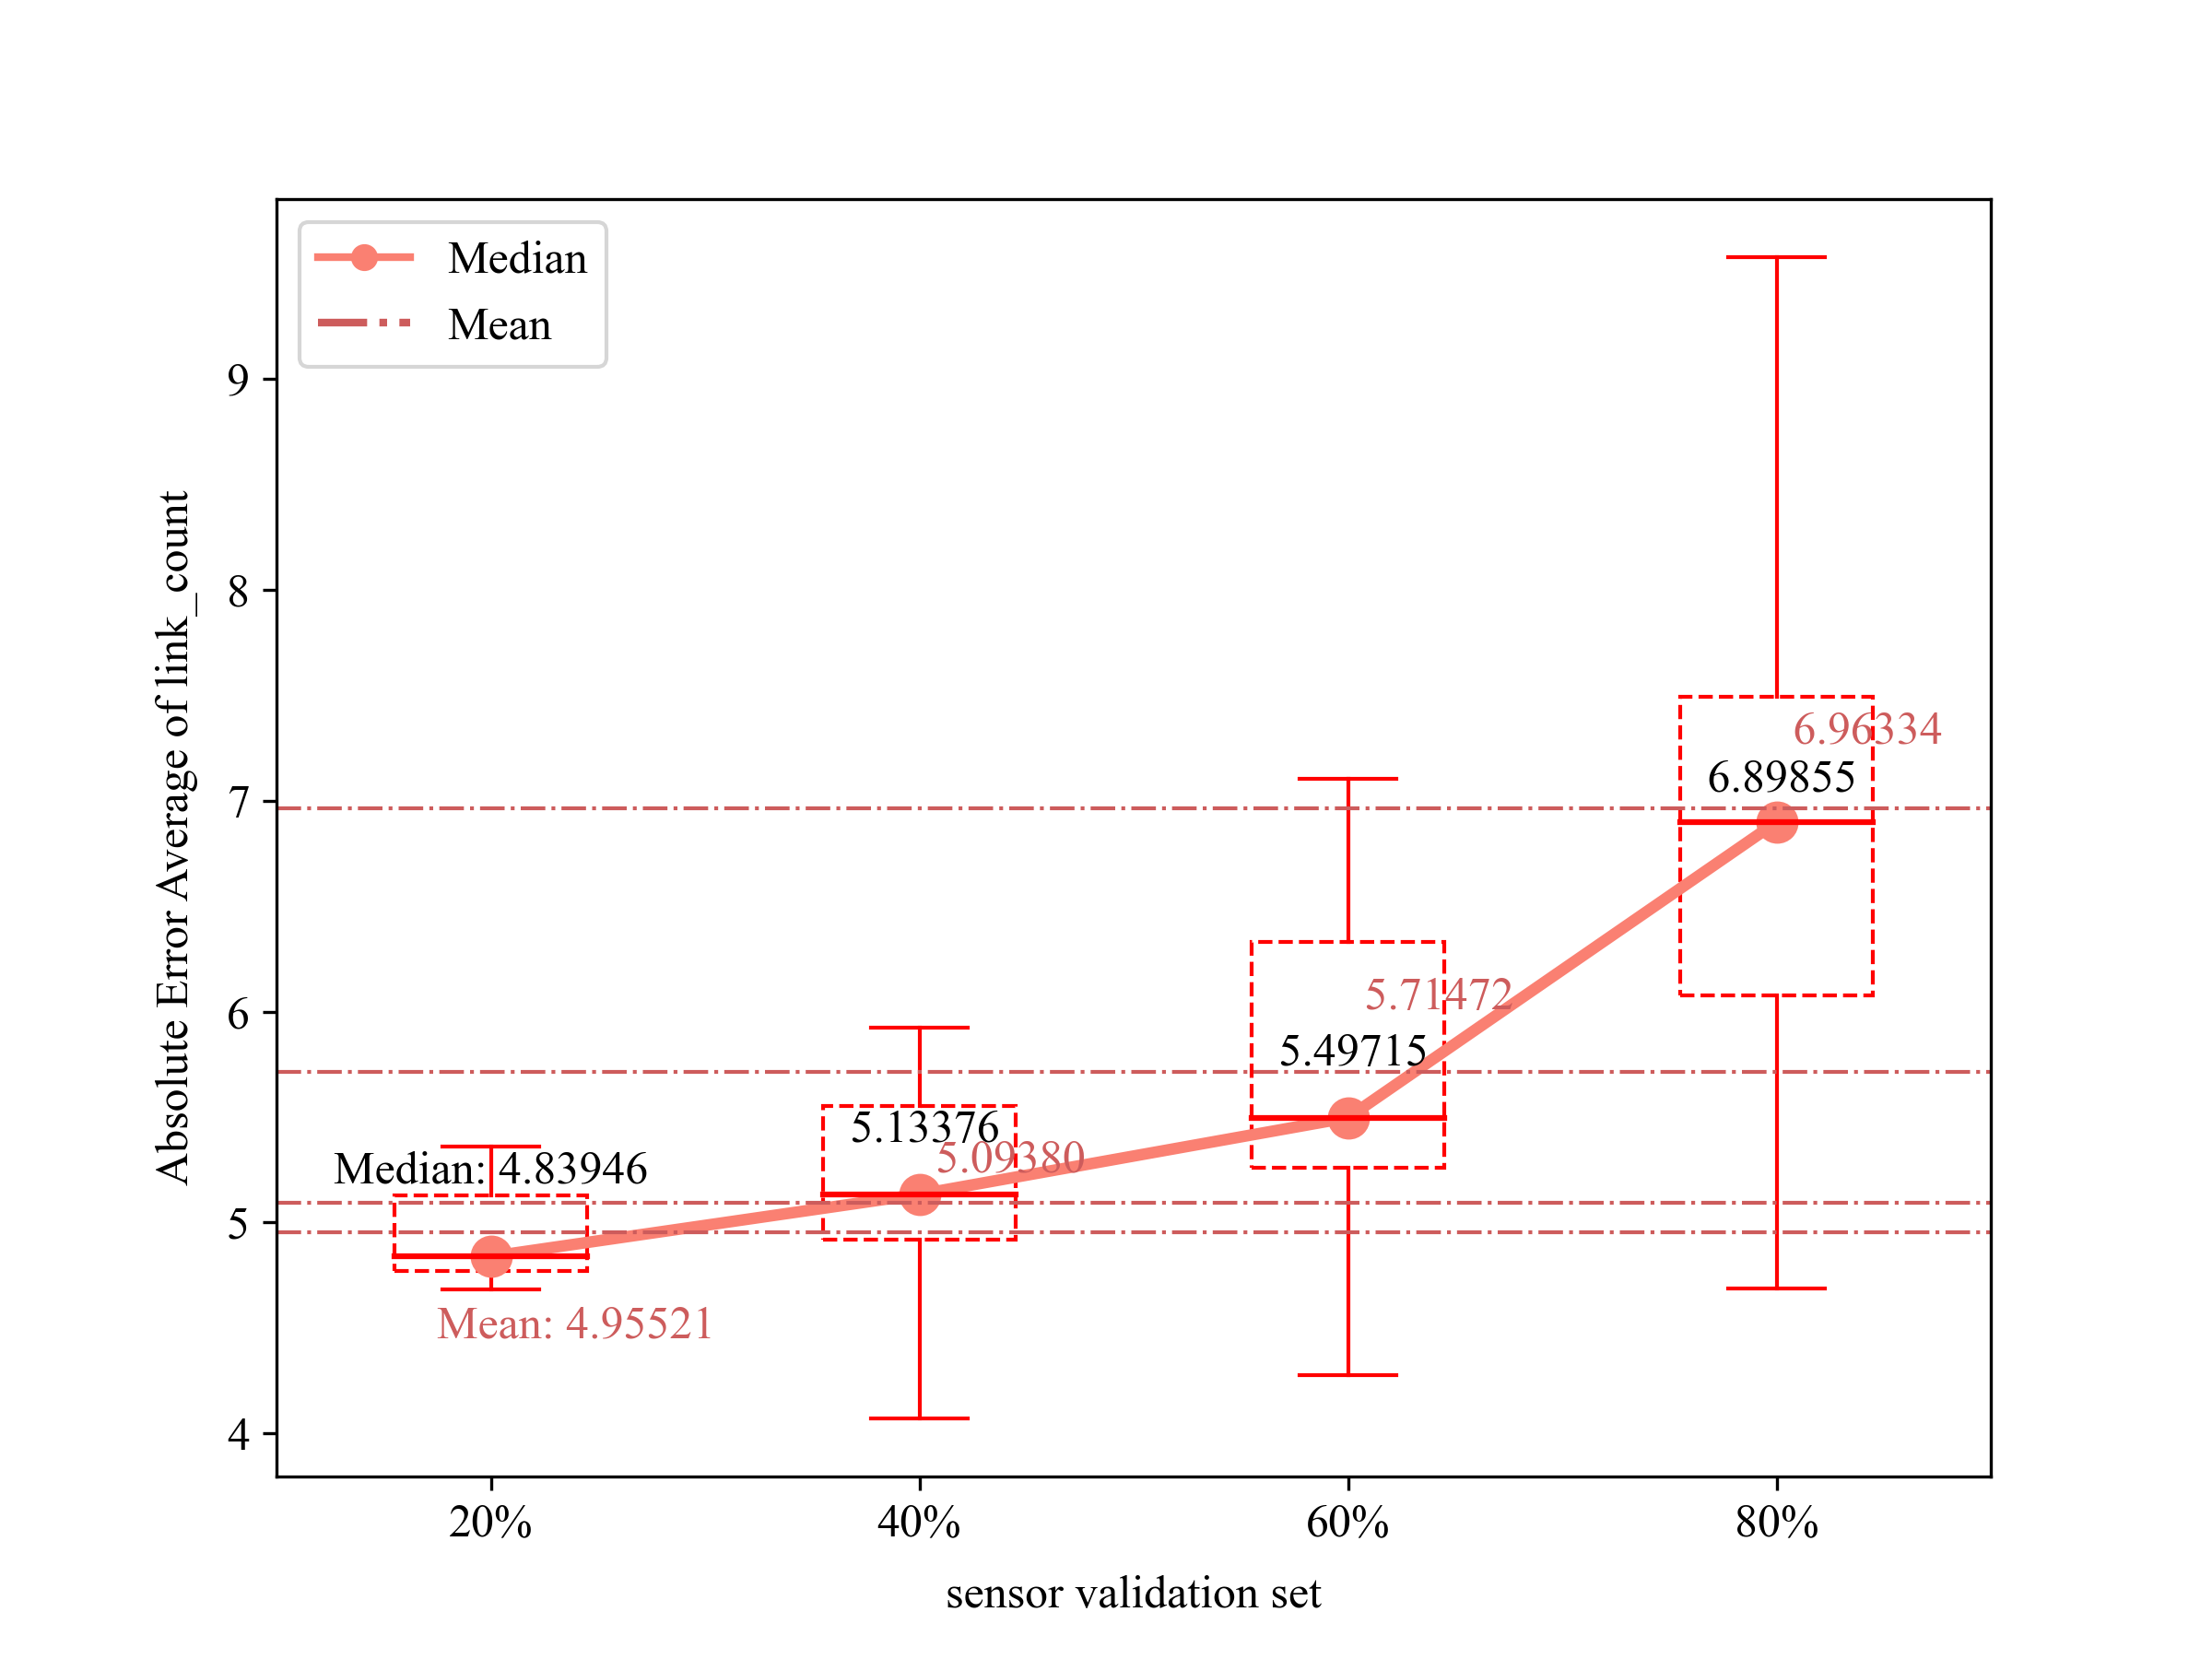 Median
Mean
Absolute Error Average of link_count
9
8
7
6
5
4
6.96334
6.89855
5.71472
5.49715
5.13376
5.09380
Median: 4.83946
Mean: 4.95521
20%
40%
60%
80%
sensor validation set